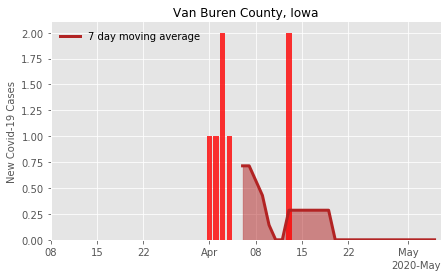 Van Buren County, Iowa
7 day moving average
New Covid-19 Cases
2.00
1.75
1.50
1.25
1.00
0.75
0.50
0.25
0.00
08 15 22 Apr 08 15 22 May
2020-May